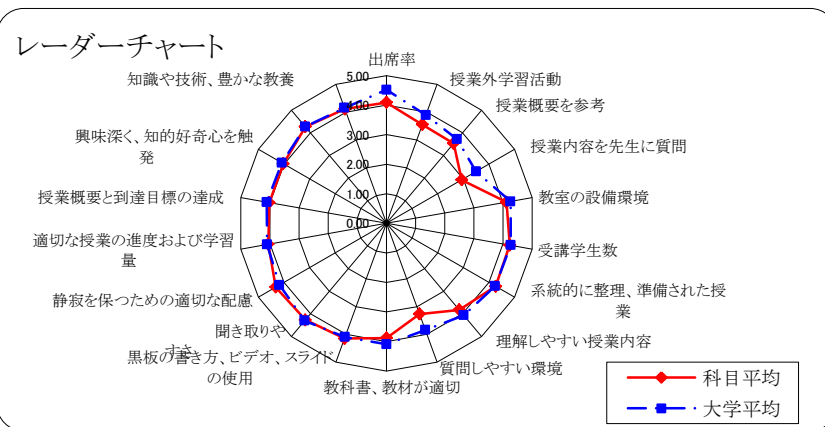 レーダーチャート
出席率
授業外学習活動
授業概要を参考
授業内容を先生に質問
教室の設備環境
受講学生数
系統的に整理、準備された授
業
理解しやすい授業内容
質問しやすい環境
教科書、教材が適切
黒板の書き方、ビデオ、スライド
の使用
聞き取りや
すさ
静寂を保つための適切な配慮
適切な授業の進度および学習
量
授業概要と到達目標の達成
興味深く、知的好奇心を触
発
知識や技術、豊かな教養
5.00
4.00
3.00
2.00
1.00
0.00
科目平均
大学平均